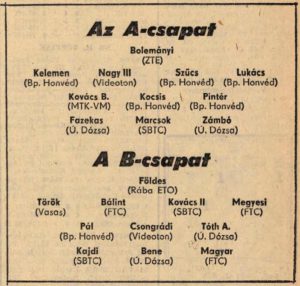 Az A-csapat
Bolemányi
(ZTE)
Kelemen Nagy III Szűcs Lukács
(Bp. Honvéd) (Videoton) (Bp. Honvéd) (Bp. Honvéd)
Kovács B. Kocsis Pintér
(MTK-VM) (Bp. Honvéd) (Bp. Honvéd)
Fazekas Marcsok Zámbó
(Ú. Dózsa) (SBTC) (Ú. Dózsa)
A B-csapat
Földes
(Rába ETO)
Török Bálint Kovács II Megyesi
(Vasas) (FTC) (SBTC) (FTC)
Pál Csongrádi Tóth A.
(Bp. Honvéd) (Videoton) (Ú. Dózsa)
Kajdi Bene Magyar
(SBTC) (Ú. Dózsa) (FTC)